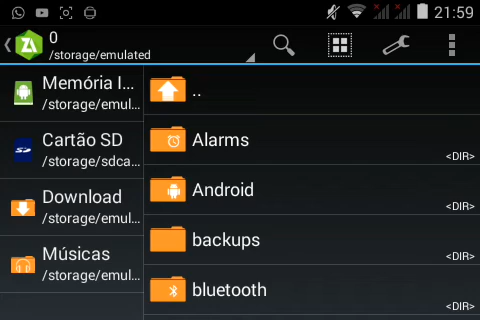 21:59
0
/storage/emulated
Memória I...
/storage/emul...
Cartão SD
/storage/sdca...
Download
/storage/emul...
Músicas
/storage/emul...
..
Alarms
<DIR>
Android
<DIR>
backups
<DIR>
bluetooth
<DIR>